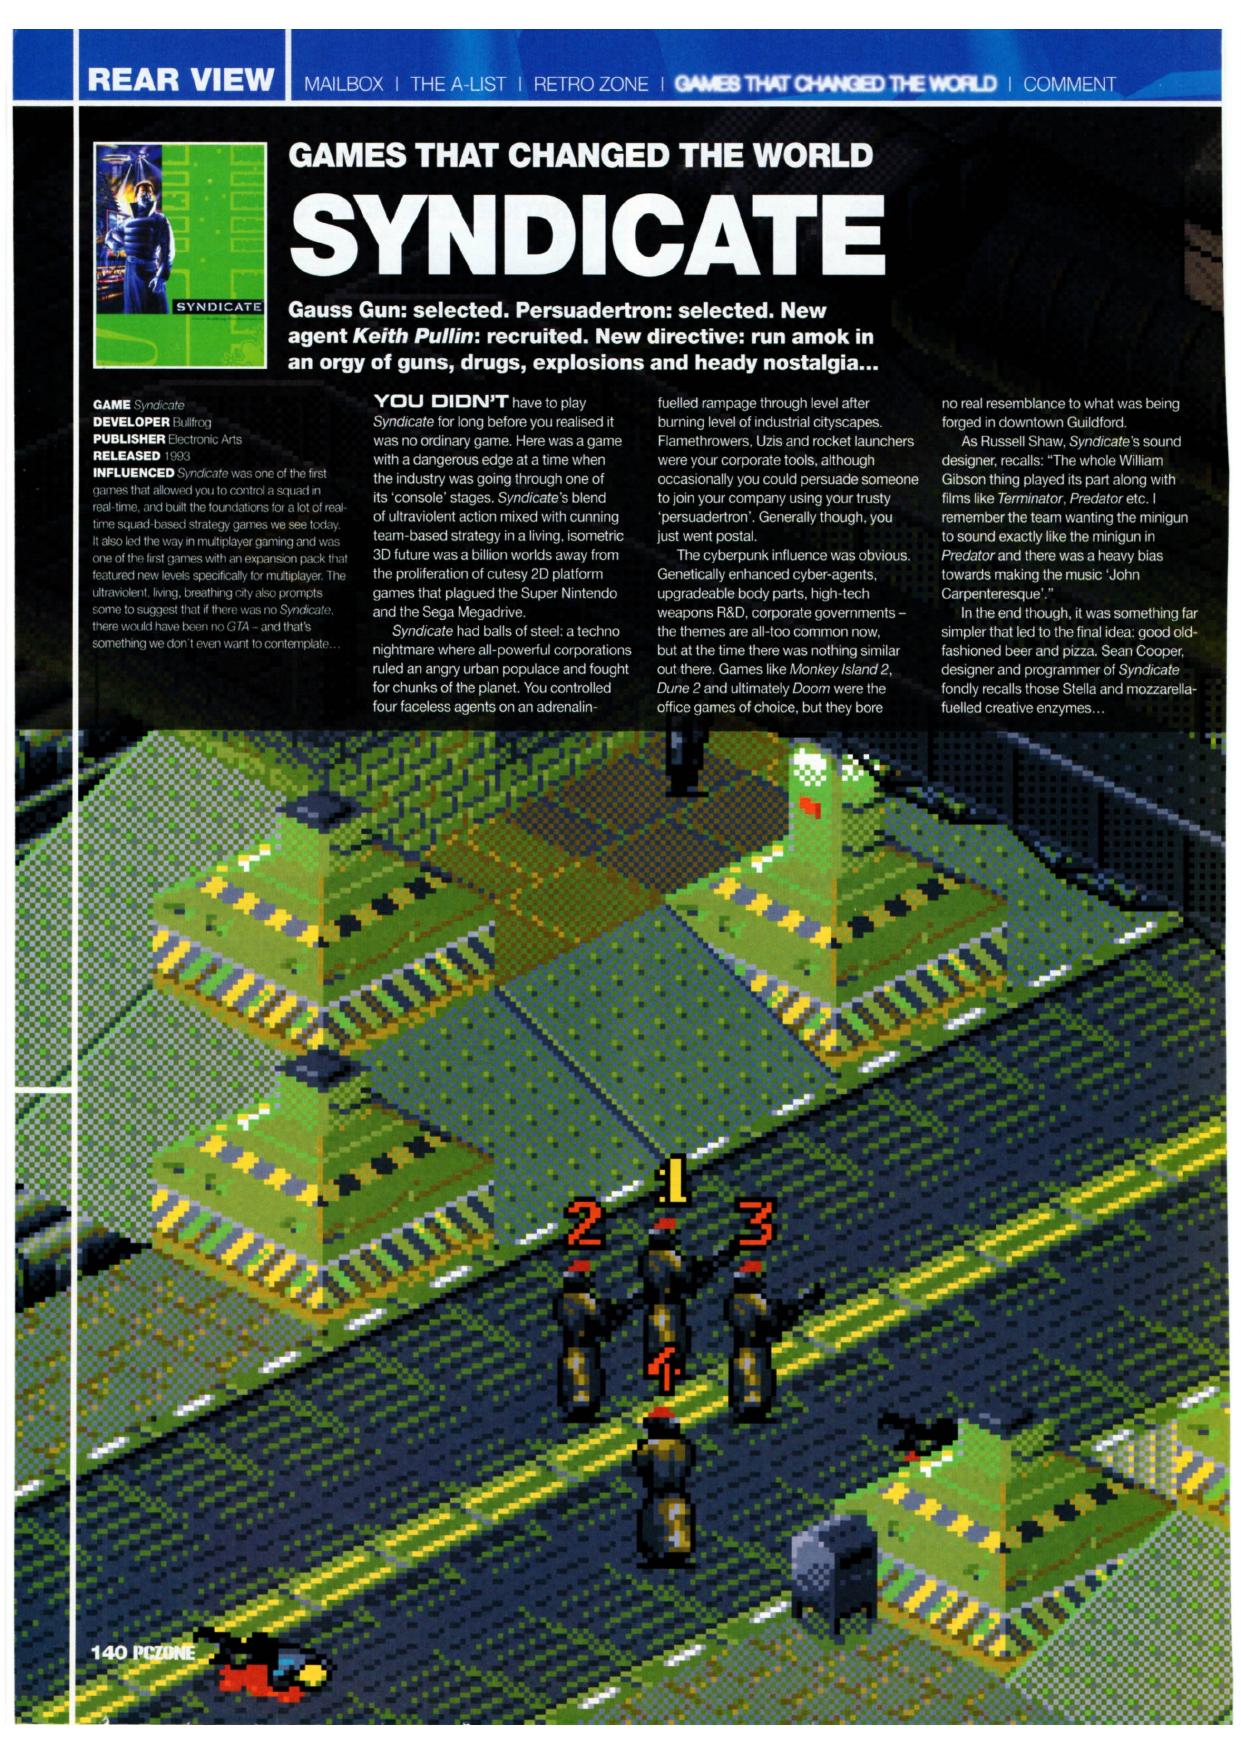 REAR VIEW
MAILBOX | THE A-LIST | RETRO ZONE | GAMES THAT CHANGED THE WORLD | COMMENT
SYNDICATE
GAMES THAT CHANGED THE WORLD
SYNDICATE
Gauss Gun: selected. Persuadertron: selected. New
agent Keith Pullin: recruited. New directive: run amok in
an orgy of guns, drugs, explosions and heady nostalgia...
GAME Syndicate
DEVELOPER Bullfrog
PUBLISHER Electronic Arts
RELEASED 1993
INFLUENCED Syndicate was one of the first
games that allowed you to control a squad in
real-time, and built the foundations for a lot of real-
time squad-based strategy games we see today.
It also led the way in multiplayer gaming and was
one of the first games with an expansion pack that
featured new levels specifically for multiplayer. The
ultraviolent, living, breathing city also prompts
some to suggest that if there was no Syndicate,
there would have been no GTA – and that's
something we don't even want to contemplate...
YOU DIDN'T have to play
Syndicate for long before you realised it
was no ordinary game. Here was a game
with a dangerous edge at a time when
the industry was going through one of
its 'console' stages. Syndicate's blend
of ultraviolent action mixed with cunning
team-based strategy in a living, isometric
3D future was a billion worlds away from
the proliferation of cutesy 2D platform
games that plagued the Super Nintendo
and the Sega Megadrive.
Syndicate had balls of steel: a techno
nightmare where all-powerful corporations
ruled an angry urban populace and fought
for chunks of the planet. You controlled
four faceless agents on an adrenalin-
fuelled rampage through level after
burning level of industrial cityscapes.
Flamethrowers, Uzis and rocket launchers
were your corporate tools, although
occasionally you could persuade someone
to join your company using your trusty
'persuadertron'. Generally though, you
just went postal.
The cyberpunk influence was obvious.
Genetically enhanced cyber-agents,
upgradeable body parts, high-tech
weapons R&D, corporate governments –
the themes are all-too common now,
but at the time there was nothing similar
out there. Games like Monkey Island 2,
Dune 2 and ultimately Doom were the
office games of choice, but they bore
no real resemblance to what was being
forged in downtown Guildford.
As Russell Shaw, Syndicate's sound
designer, recalls: "The whole William
Gibson thing played its part along with
films like Terminator, Predator etc. I
remember the team wanting the minigun
to sound exactly like the minigun in
Predator and there was a heavy bias
towards making the music 'John
Carpenteresque'."
In the end though, it was something far
simpler that led to the final idea: good old-
fashioned beer and pizza. Sean Cooper,
designer and programmer of Syndicate
fondly recalls those Stella and mozzarella-
fuelled creative enzymes...
1
2
3
4
140 PCZONE